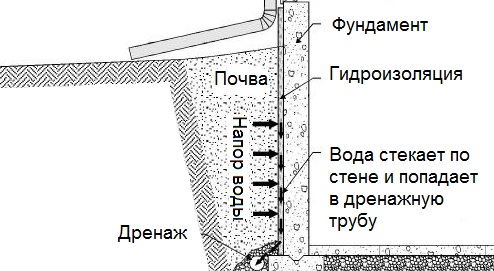 Фундамент
Гидроизоляция
Почва
Напор воды
Вода стекает по
стене и попадает
в дренажную
трубу
Дренаж